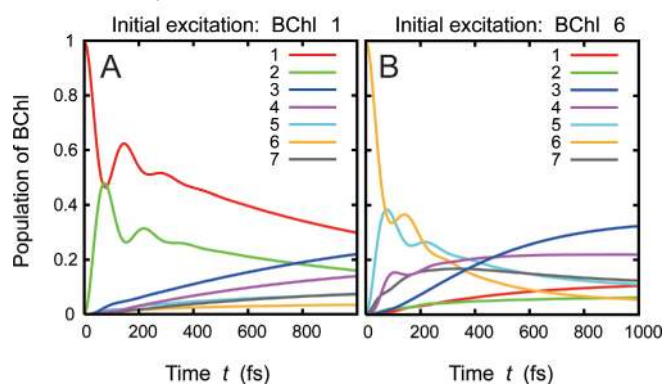 Initial excitation: BChl 1
Initial excitation: BChl 6
Population of BChl
1
0.8
0.6
0.4
0.2
0
A
1
2
3
4
5
6
7
B
1
2
3
4
5
6
7
0 200 400 600 800
0 200 400 600 800 1000
Time t (fs)
Time t (fs)